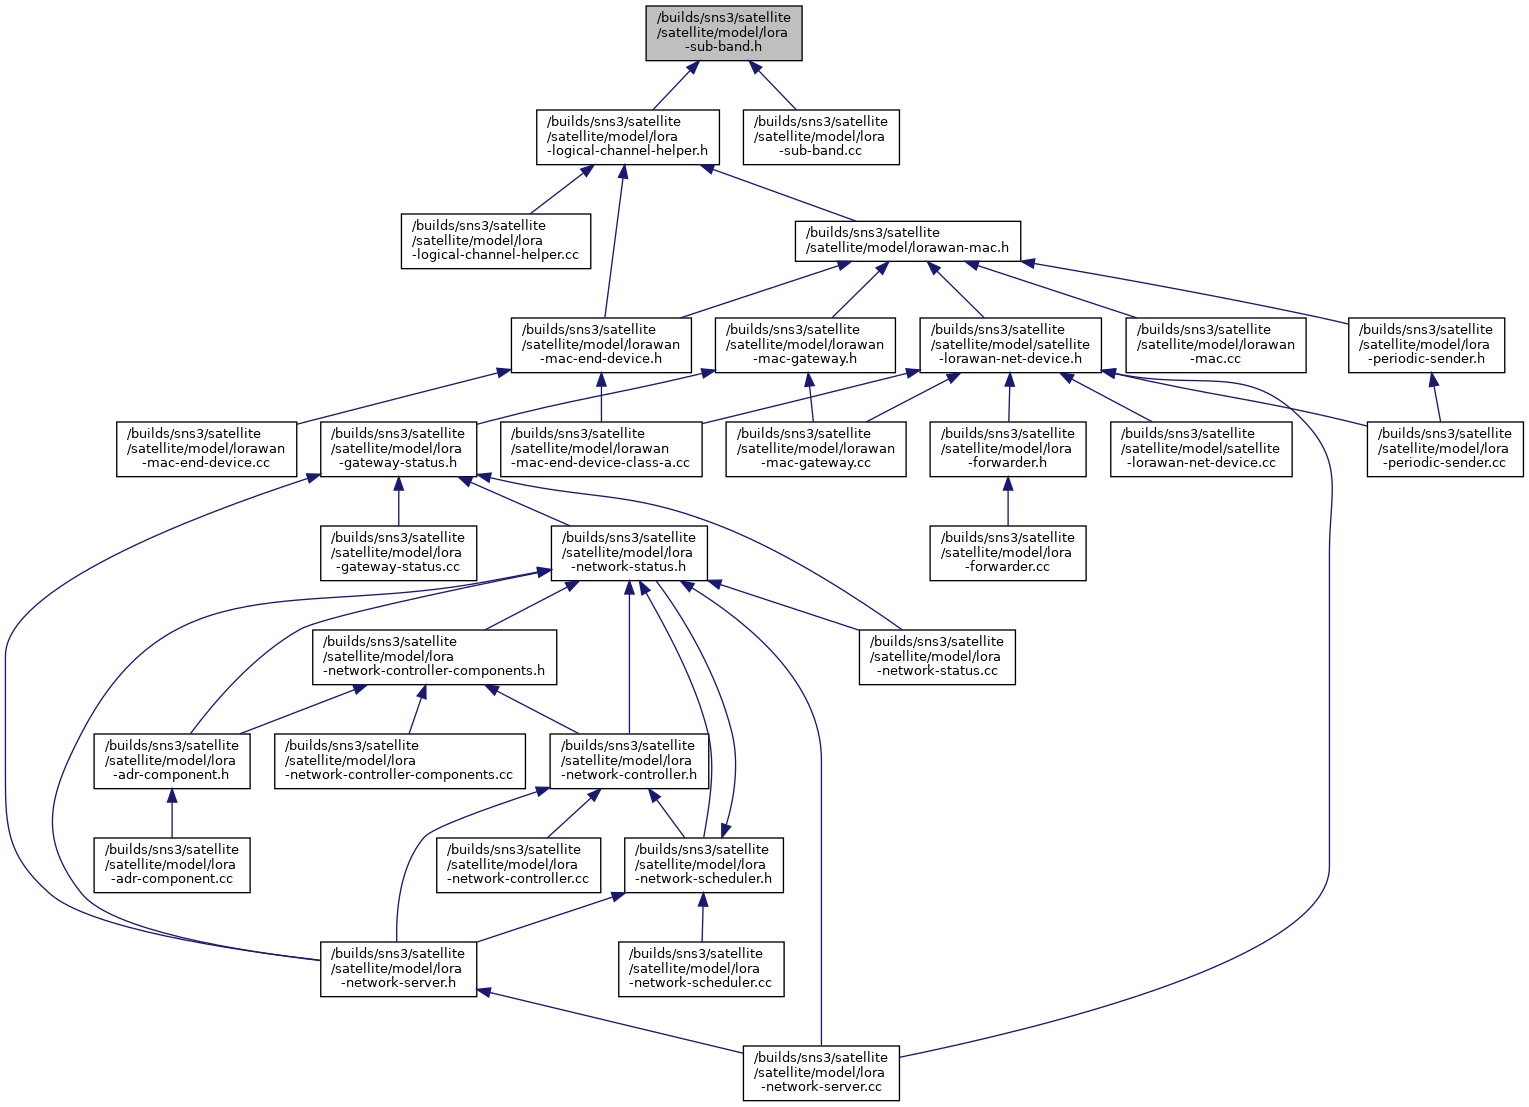 /builds/sns3/satellite
/satellite/model/lora
-sub-band.h
/builds/sns3/satellite
/satellite/model/lora
-logical-channel-helper.h
/builds/sns3/satellite
/satellite/model/lora
-sub-band.cc
/builds/sns3/satellite
/satellite/model/lora
-logical-channel-helper.cc
/builds/sns3/satellite
/satellite/model/lorawan-mac.h
/builds/sns3/satellite
/satellite/model/lorawan
-mac-end-device.h
/builds/sns3/satellite
/satellite/model/lorawan
-mac-gateway.h
/builds/sns3/satellite
/satellite/model/satellite
-lorawan-net-device.h
/builds/sns3/satellite
/satellite/model/lorawan
-mac.cc
/builds/sns3/satellite
/satellite/model/lora
-periodic-sender.h
/builds/sns3/satellite
/satellite/model/lorawan
-mac-end-device.cc
/builds/sns3/satellite
/satellite/model/lora
-gateway-status.h
/builds/sns3/satellite
/satellite/model/lorawan
-mac-end-device-class-a.cc
/builds/sns3/satellite
/satellite/model/lorawan
-mac-gateway.cc
/builds/sns3/satellite
/satellite/model/lora
-forwarder.h
/builds/sns3/satellite
/satellite/model/satellite
-lorawan-net-device.cc
/builds/sns3/satellite
/satellite/model/lora
-periodic-sender.cc
/builds/sns3/satellite
/satellite/model/lora
-gateway-status.cc
/builds/sns3/satellite
/satellite/model/lora
-network-status.h
/builds/sns3/satellite
/satellite/model/lora
-forwarder.cc
/builds/sns3/satellite
/satellite/model/lora
-network-controller-components.h
/builds/sns3/satellite
/satellite/model/lora
-network-status.cc
/builds/sns3/satellite
/satellite/model/lora
-adr-component.h
/builds/sns3/satellite
/satellite/model/lora
-network-controller-components.cc
/builds/sns3/satellite
/satellite/model/lora
-network-controller.h
/builds/sns3/satellite
/satellite/model/lora
-adr-component.cc
/builds/sns3/satellite
/satellite/model/lora
-network-controller.cc
/builds/sns3/satellite
/satellite/model/lora
-network-scheduler.h
/builds/sns3/satellite
/satellite/model/lora
-network-server.h
/builds/sns3/satellite
/satellite/model/lora
-network-scheduler.cc
/builds/sns3/satellite
/satellite/model/lora
-network-server.cc